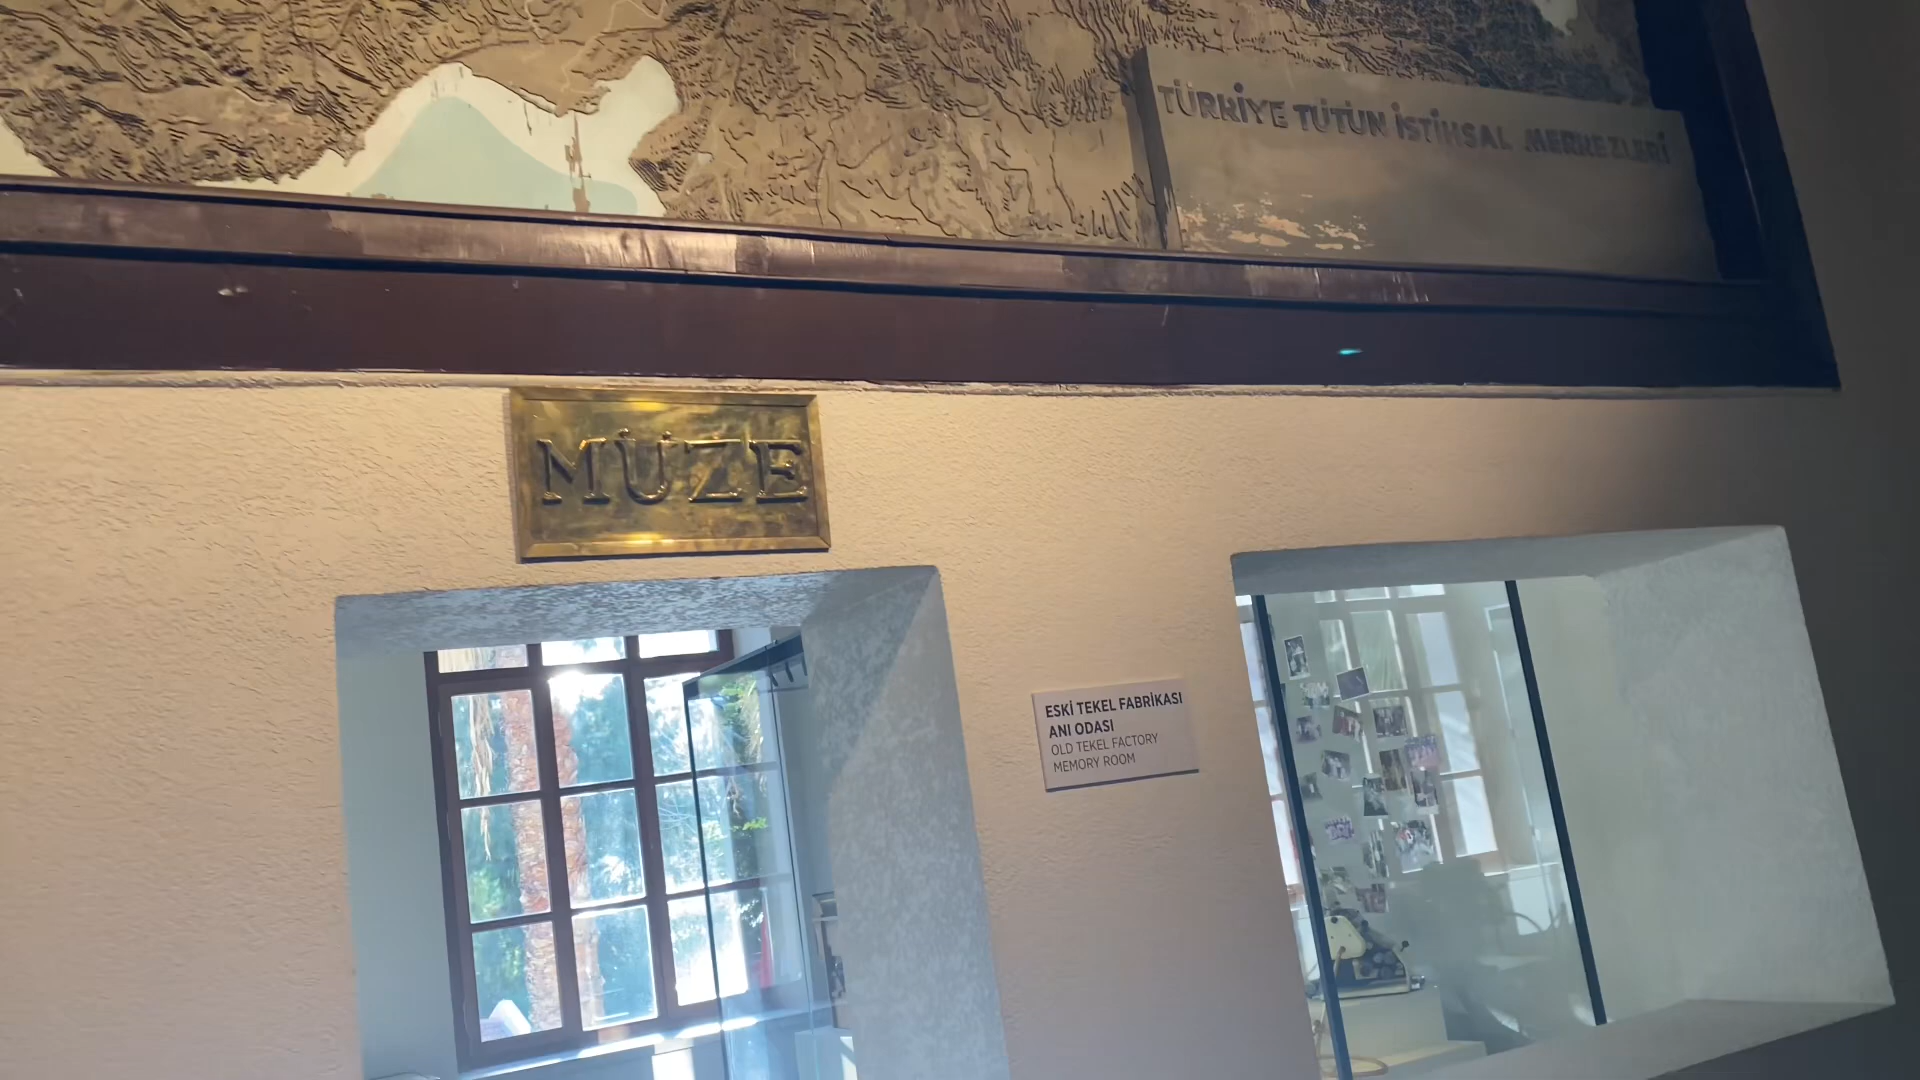 TÜRKİYE TÜTÜN İSTİHSAL MERKEZLERİ
MÜZE
ESKİ TEKEL FABRİKASI
ANI ODASI
OLD TEKEL FACTORY
MEMORY ROOM